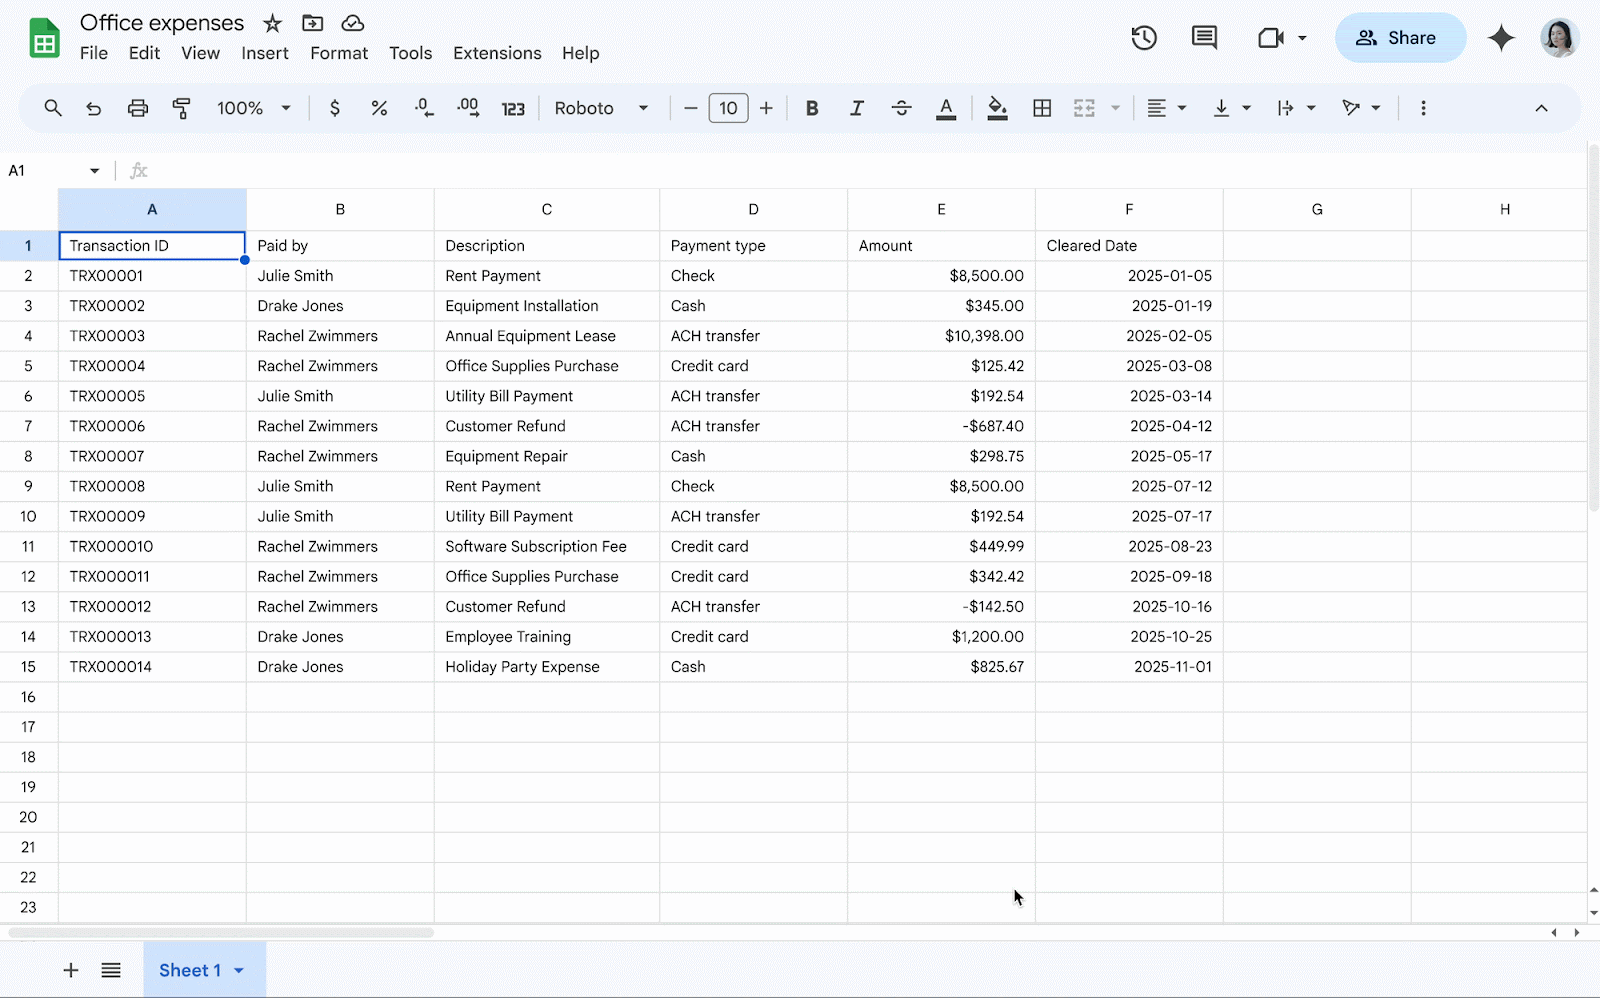 Office expenses
File Edit View Insert Format Tools Extensions Help
Share
100% $ % .0 .00 123 Roboto 10 B I A
A1 fx
A B C D E F G H
1 Transaction ID Paid by Description Payment type Amount Cleared Date
2 TRX00001 Julie Smith Rent Payment Check $8,500.00 2025-01-05
3 TRX00002 Drake Jones Equipment Installation Cash $345.00 2025-01-19
4 TRX00003 Rachel Zwimmers Annual Equipment Lease ACH transfer $10,398.00 2025-02-05
5 TRX00004 Rachel Zwimmers Office Supplies Purchase Credit card $125.42 2025-03-08
6 TRX00005 Julie Smith Utility Bill Payment ACH transfer $192.54 2025-03-14
7 TRX00006 Rachel Zwimmers Customer Refund ACH transfer -$687.40 2025-04-12
8 TRX00007 Rachel Zwimmers Equipment Repair Cash $298.75 2025-05-17
9 TRX00008 Julie Smith Rent Payment Check $8,500.00 2025-07-12
10 TRX00009 Julie Smith Utility Bill Payment ACH transfer $192.54 2025-07-17
11 TRX000010 Rachel Zwimmers Software Subscription Fee Credit card $449.99 2025-08-23
12 TRX000011 Rachel Zwimmers Office Supplies Purchase Credit card $342.42 2025-09-18
13 TRX000012 Rachel Zwimmers Customer Refund ACH transfer -$142.50 2025-10-16
14 TRX000013 Drake Jones Employee Training Credit card $1,200.00 2025-10-25
15 TRX000014 Drake Jones Holiday Party Expense Cash $825.67 2025-11-01
16
17
18
19
20
21
22
23
Sheet 1